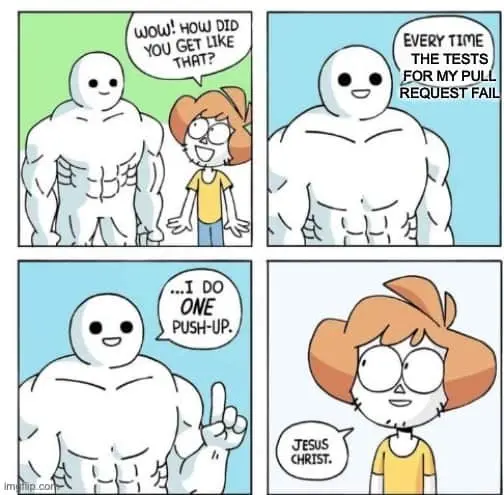 WOW! HOW DID
YOU GET LIKE
THAT?
EVERY TIME
THE TESTS
FOR MY PULL
REQUEST FAIL
...I DO
ONE
PUSH-UP.
JESUS
CHRIST.
imgflip.com